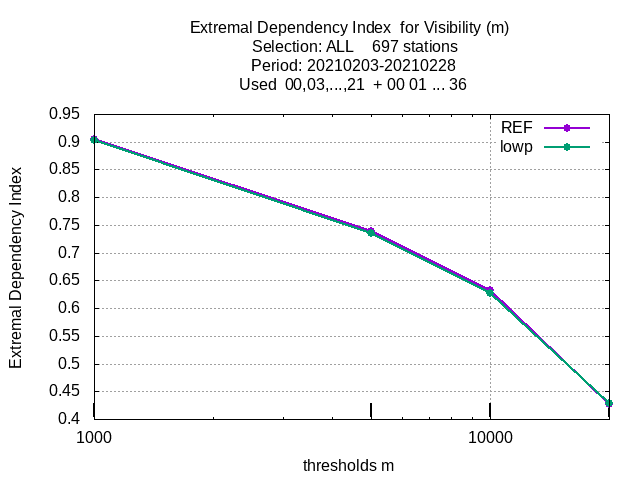 Extremal Dependency Index  for Visibility (m)
Selection: ALL    697 stations
Period: 20210203-20210228
Used  00,03,...,21  + 00 01 ... 36
REF
lowp
Extremal Dependency Index
0.95
0.9
0.85
0.8
0.75
0.7
0.65
0.6
0.55
0.5
0.45
0.4
1000
10000
thresholds m